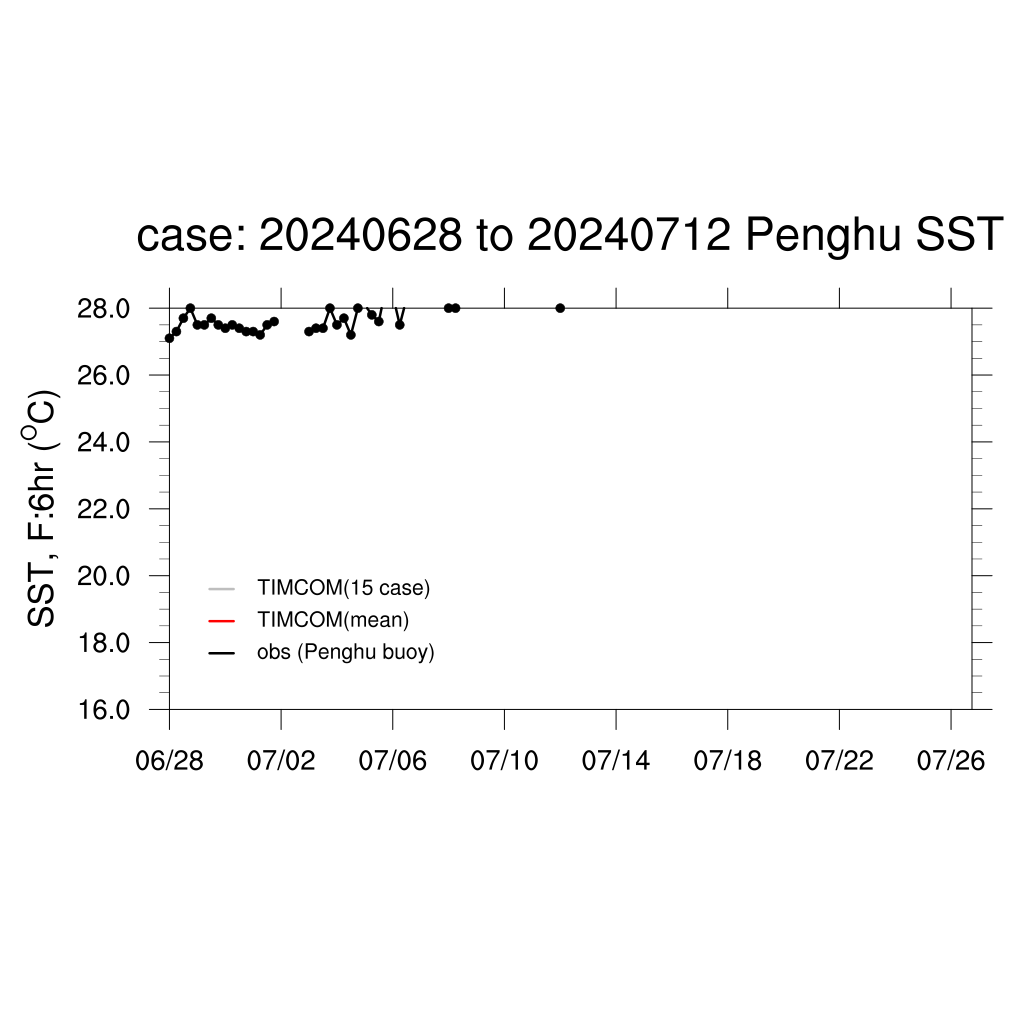 case: 20240628 to 20240712 Penghu SST
SST, F:6hr (°C)
28.0
26.0
24.0
22.0
20.0
18.0
16.0
TIMCOM(15 case)
TIMCOM(mean)
obs (Penghu buoy)
06/28 07/02 07/06 07/10 07/14 07/18 07/22 07/26